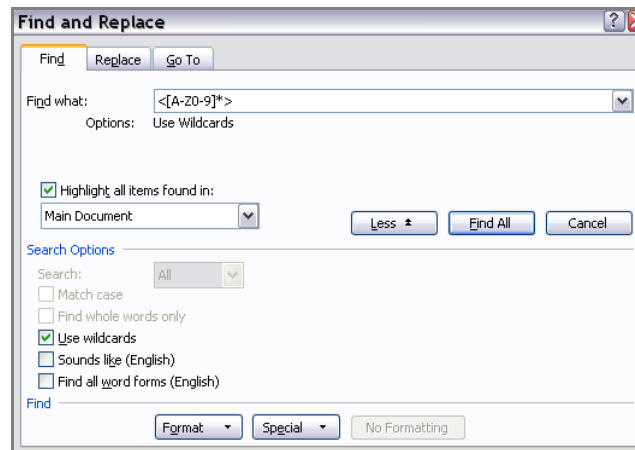 Find and Replace
Find Replace Go To
Find what: <[A-Z0-9]*>
Options: Use Wildcards
Highlight all items found in:
Main Document
Less Find All Cancel
Search Options
Search: All
Match case
Find whole words only
Use wildcards
Sounds like (English)
Find all word forms (English)
Find
Format Special No Formatting